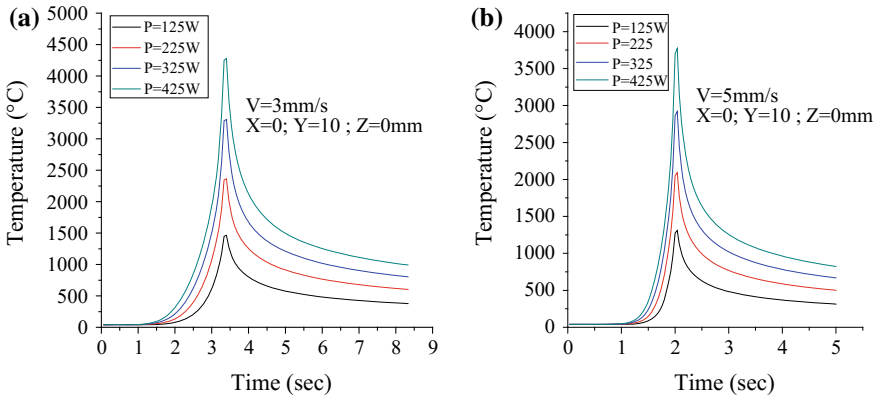 (a)
5000
4500
4000
3500
3000
2500
2000
1500
1000
500
0
Temperature (°C)
P=125W
P=225W
P=325W
P=425W
V=3mm/s
X=0; Y=10 ; Z=0mm
0 1 2 3 4 5 6 7 8 9
Time (sec)
(b)
4000
3500
3000
2500
2000
1500
1000
500
0
Temperature (°C)
P=125W
P=225
P=325
P=425W
V=5mm/s
X=0; Y=10 ; Z=0mm
0 1 2 3 4 5
Time (sec)